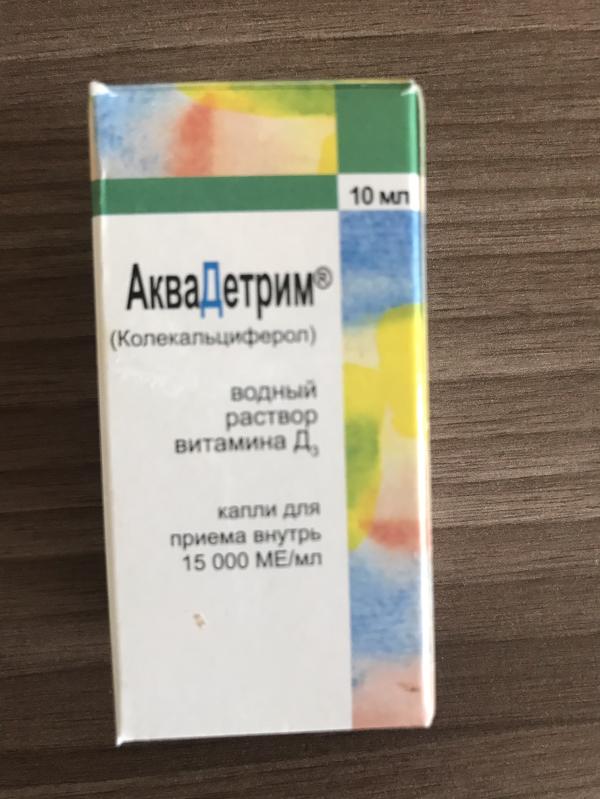 10 мл
АкваДетрим®
(Колекальциферол)
водный
раствор
витамина Д₃
капли для
приема внутрь
15 000 МЕ/мл